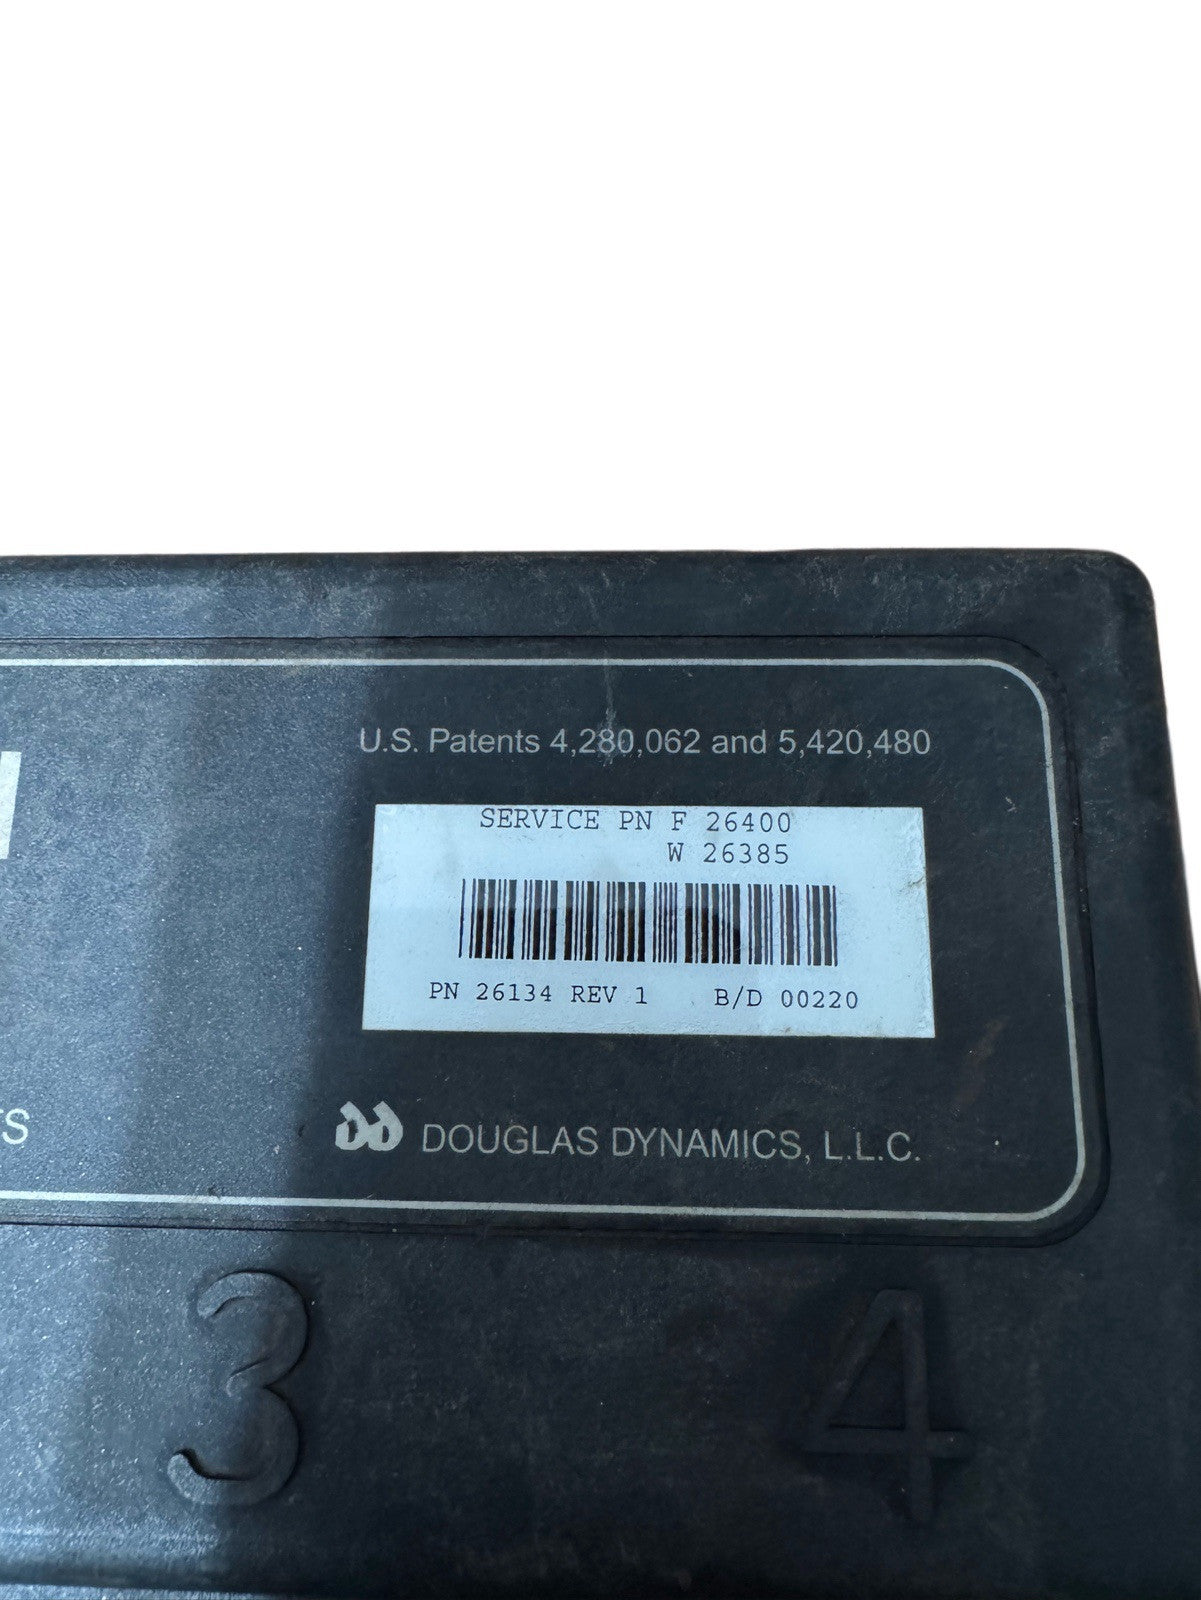 U.S. Patents 4,280,062 and 5,420,480
SERVICE PN F 26400
W 26385
PN 26134 REV 1 B/D 00220
DOUGLAS DYNAMICS, L.L.C.
3 4